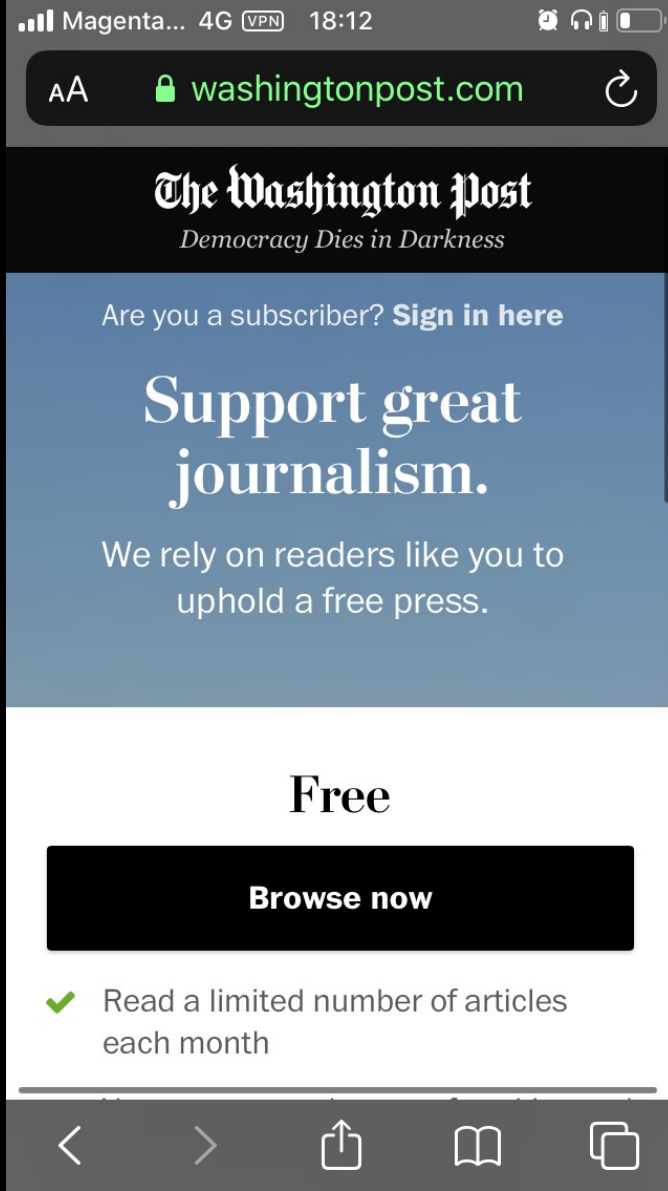 Magenta... 4G VPN 18:12
AA washingtonpost.com
The Washington Post
Democracy Dies in Darkness
Are you a subscriber? Sign in here
Support great
journalism.
We rely on readers like you to
uphold a free press.
Free
Browse now
Read a limited number of articles
each month